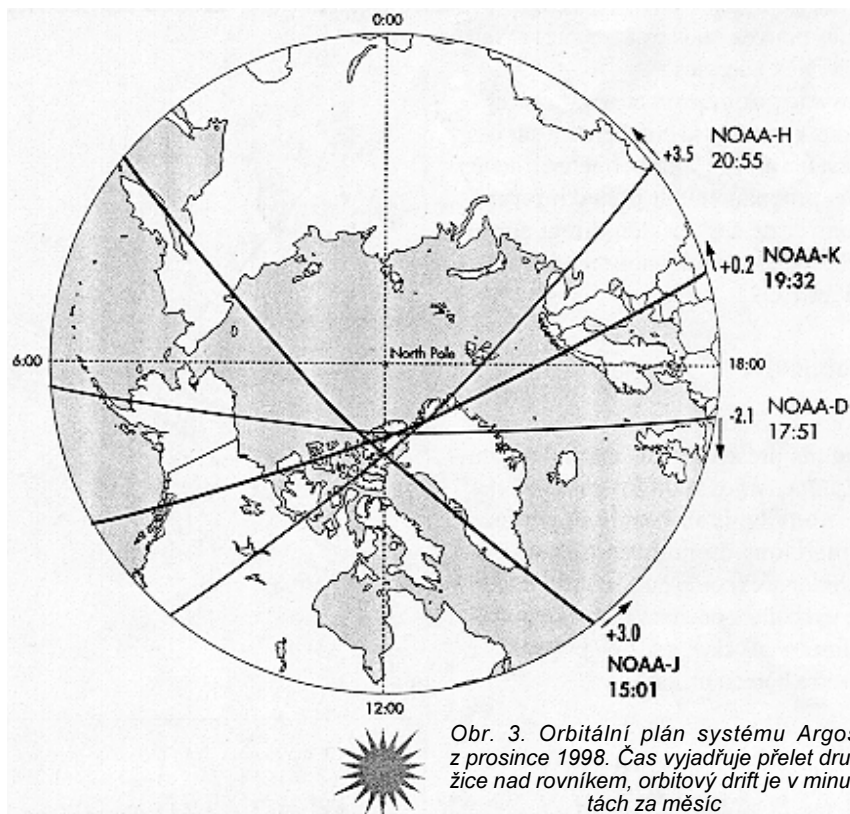 0:00
NOAA-H
20:55
+3.5
NOAA-K
19:32
+0.2
6:00
North Pole
18:00
-2.1
NOAA-D
17:51
+3.0
NOAA-J
15:01
12:00
Obr. 3. Orbitální plán systému Argos
z prosince 1998. Čas vyjadřuje přelet dru-
žice nad rovníkem, orbitový drift je v minu-
tách za měsíc